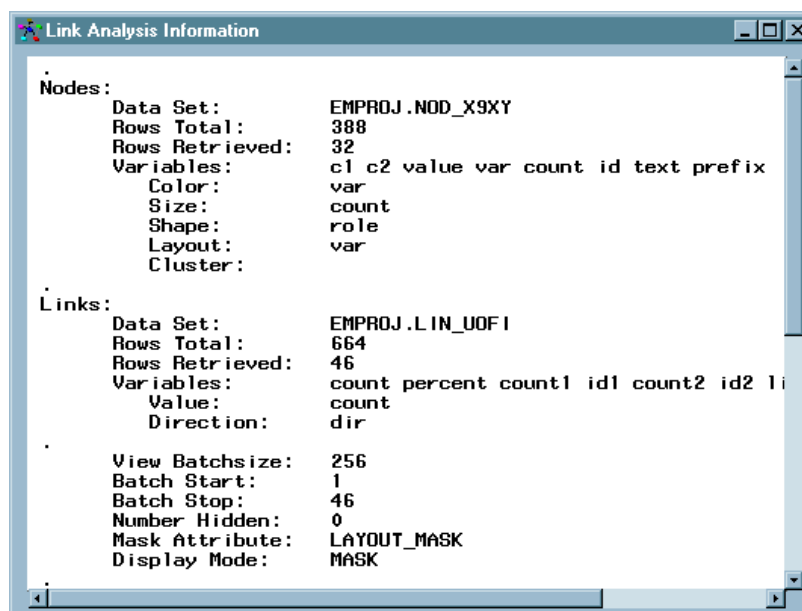 Link Analysis Information
.
Nodes:
Data Set: EMPROJ.NOD_X9XY
Rows Total: 388
Rows Retrieved: 32
Variables: c1 c2 value var count id text prefix
Color: var
Size: count
Shape: role
Layout: var
Cluster:
.
Links:
Data Set: EMPROJ.LIN_UOFI
Rows Total: 664
Rows Retrieved: 46
Variables: count percent count1 id1 count2 id2 li
Value: count
Direction: dir
.
View Batchsize: 256
Batch Start: 1
Batch Stop: 46
Number Hidden: 0
Mask Attribute: LAYOUT_MASK
Display Mode: MASK
.